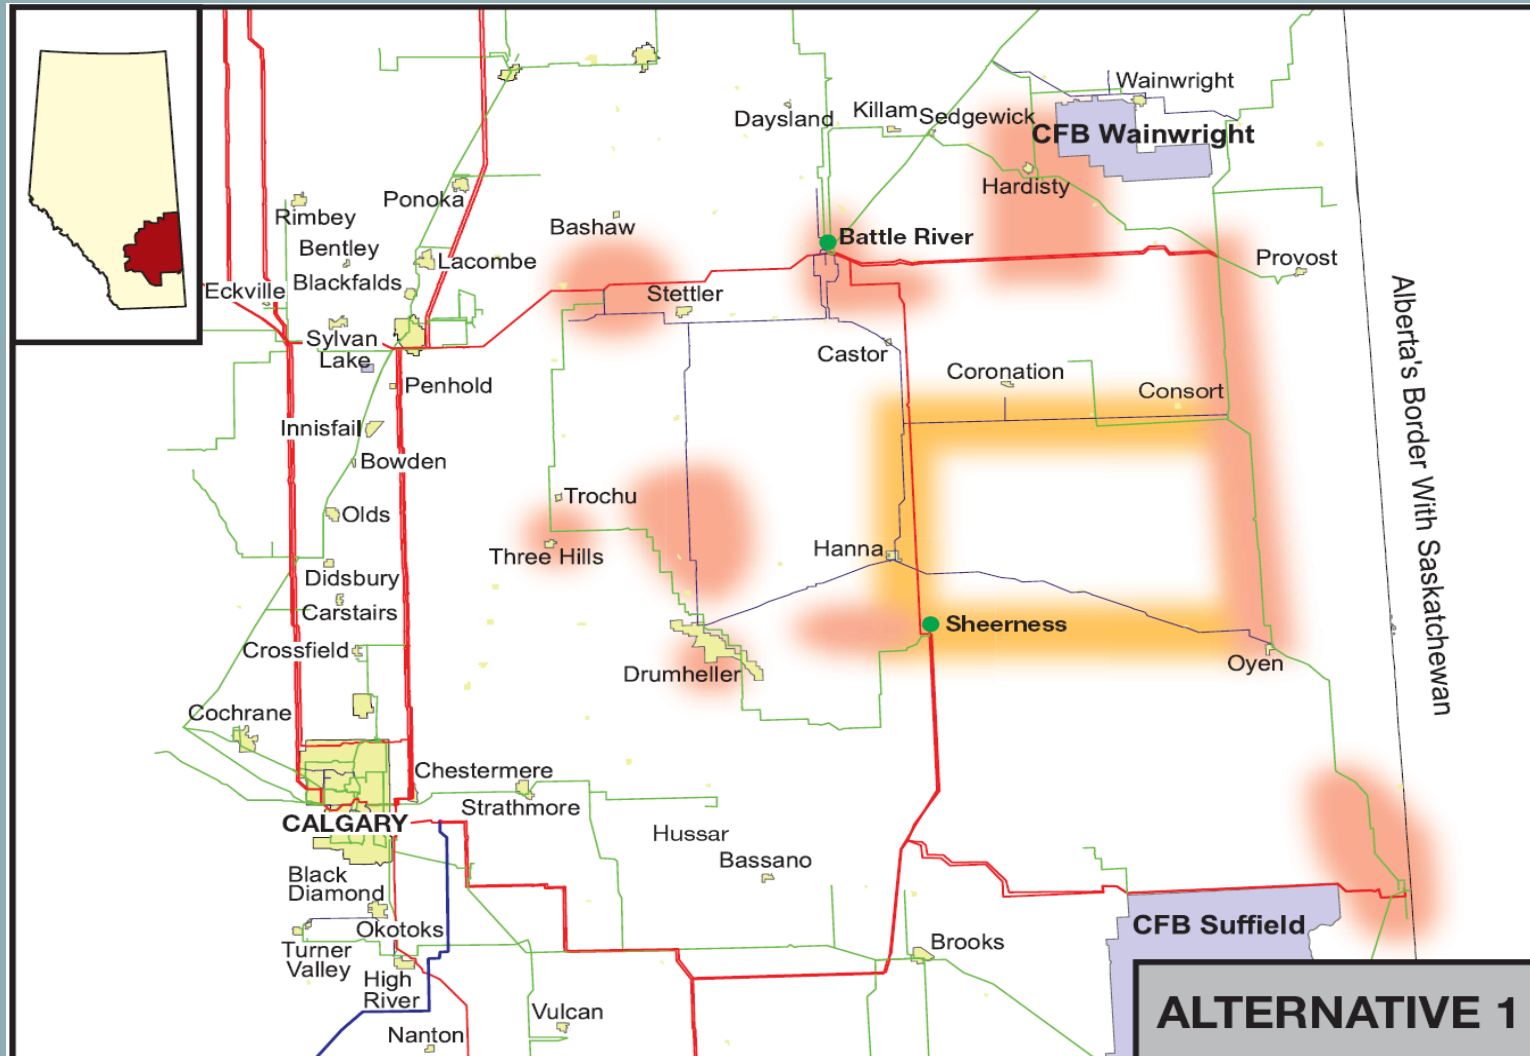 Wainwright
Daysland
Killam
Sedgewick
CFB Wainwright
Hardisty
Ponoka
Rimbey
Bashaw
Battle River
Bentley
Lacombe
Provost
Blackfalds
Eckville
Stettler
Sylvan
Lake
Castor
Coronation
Consort
Penhold
Innisfail
Bowden
Trochu
Olds
Three Hills
Hanna
Didsbury
Carstairs
Sheerness
Crossfield
Drumheller
Oyen
Alberta's Border With Saskatchewan
Cochrane
Chestermere
Strathmore
CALGARY
Hussar
Bassano
Black
Diamond
Okotoks
CFB Suffield
Turner
Valley
Brooks
High
River
Vulcan
Nanton
ALTERNATIVE 1